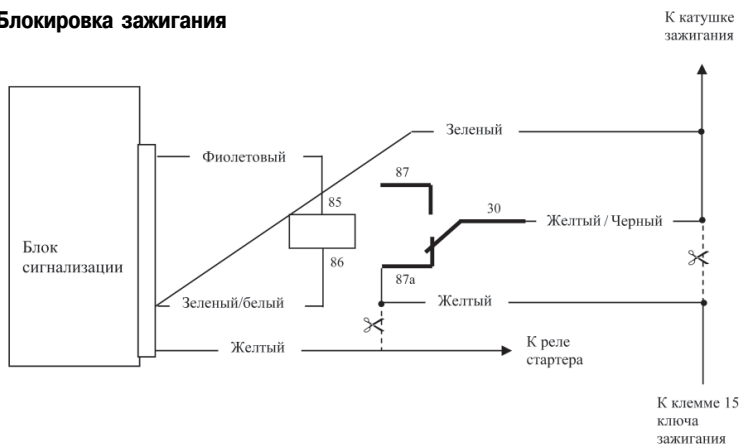 Блокировка зажигания
К катушке
зажигания
Зеленый
Фиолетовый
87
85
30
Желтый / Черный
Блок
сигнализации
86
87а
Зеленый/белый
Желтый
Желтый
К реле
стартера
К клемме 15
ключа
зажигания